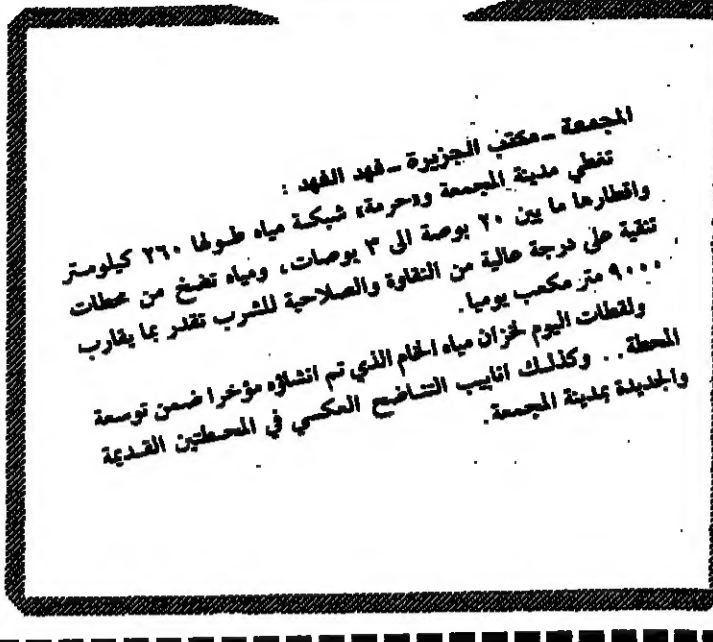 المجمعة ـ مكتب الجزيرة ـ فهد الفهد :
تغطي مدينة المجمعة و«حرمة» شبكة مياه طولها ٢٦٠ كيلومتر
واقطارها ما بين ٢٠ بوصة الى ٣ بوصات، ومياه تضخ من محطات
تنقية على درجة عالية من النقاوة والصلاحية للشرب تقدر بما يقارب
٩٠٠٠ متر مكعب يوميا.
ولقطات اليوم لخزان مياه الخام الذي تم انشاؤه مؤخرا ضمن توسعة
المحطة.. وكذلك انابيب التناضح العكسي في المحطتين القديمة
والجديدة بمدينة المجمعة.